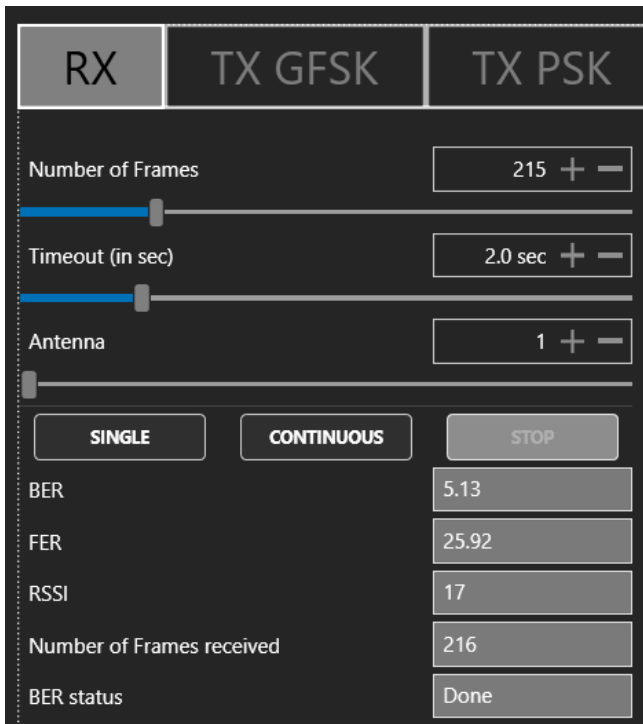 RX TX GFSK TX PSK
Number of Frames 215
Timeout (in sec) 2.0 sec
Antenna 1
SINGLE CONTINUOUS STOP
BER 5.13
FER 25.92
RSSI 17
Number of Frames received 216
BER status Done